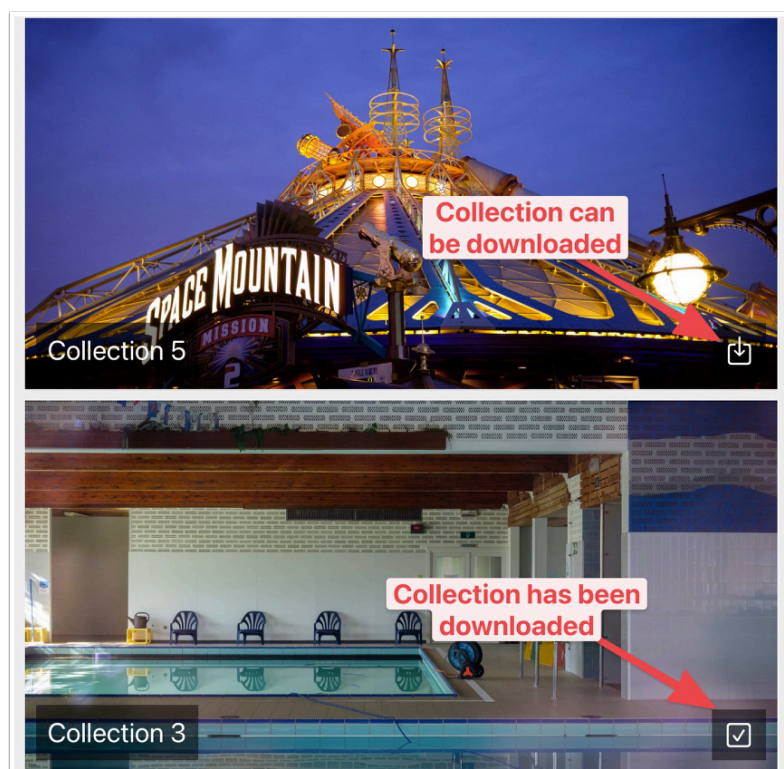 Collection can
be downloaded
SPACE MOUNTAIN
MISSION
2
Collection 5
Collection has been
downloaded
Collection 3